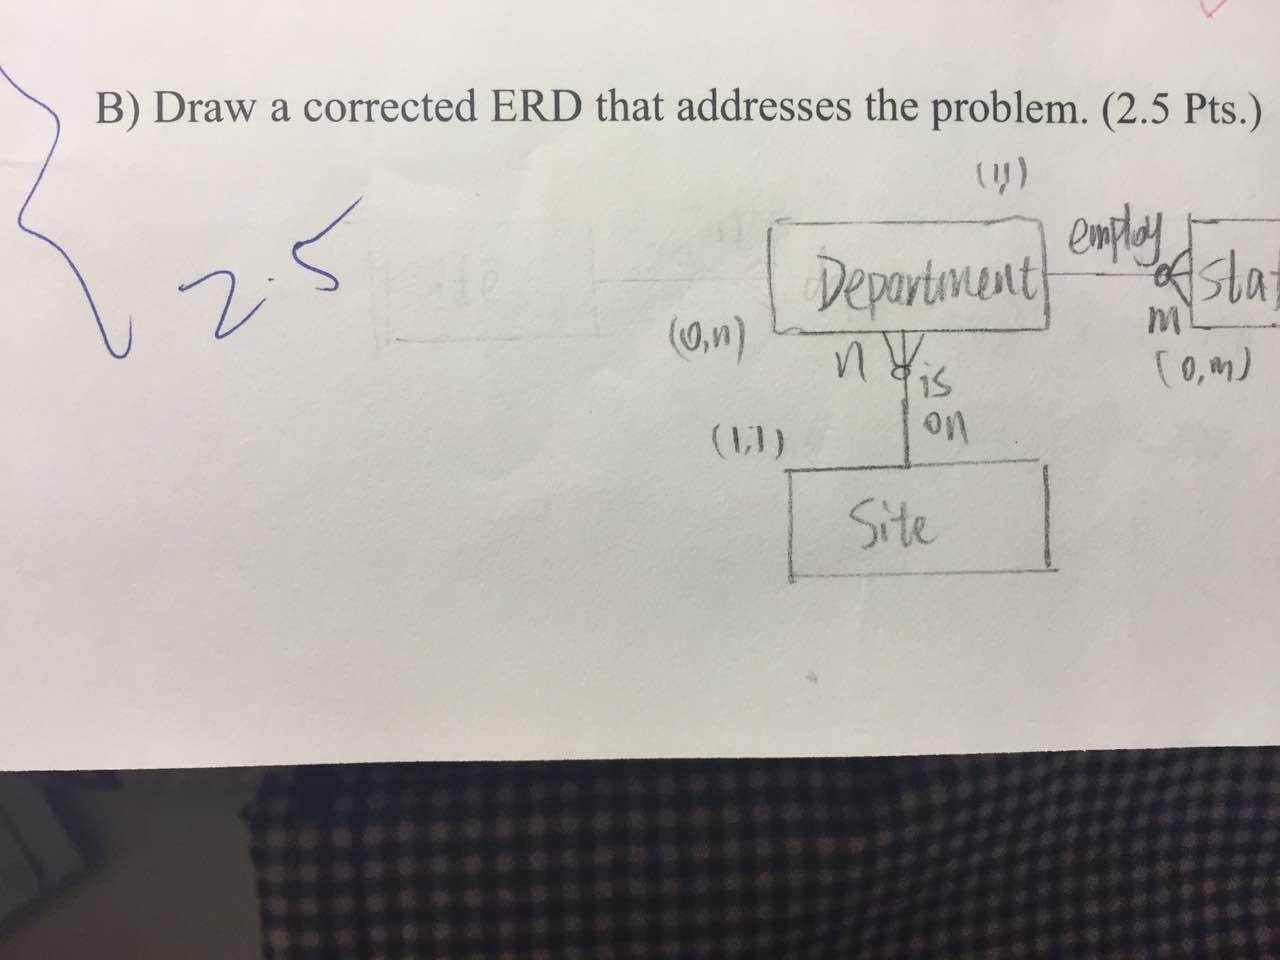 B) Draw a corrected ERD that addresses the problem. (2.5 Pts.)
2.5
(1,1)
employ
Department
Sta
(0,n)
n
m
(0,m)
is
on
(1,1)
Site